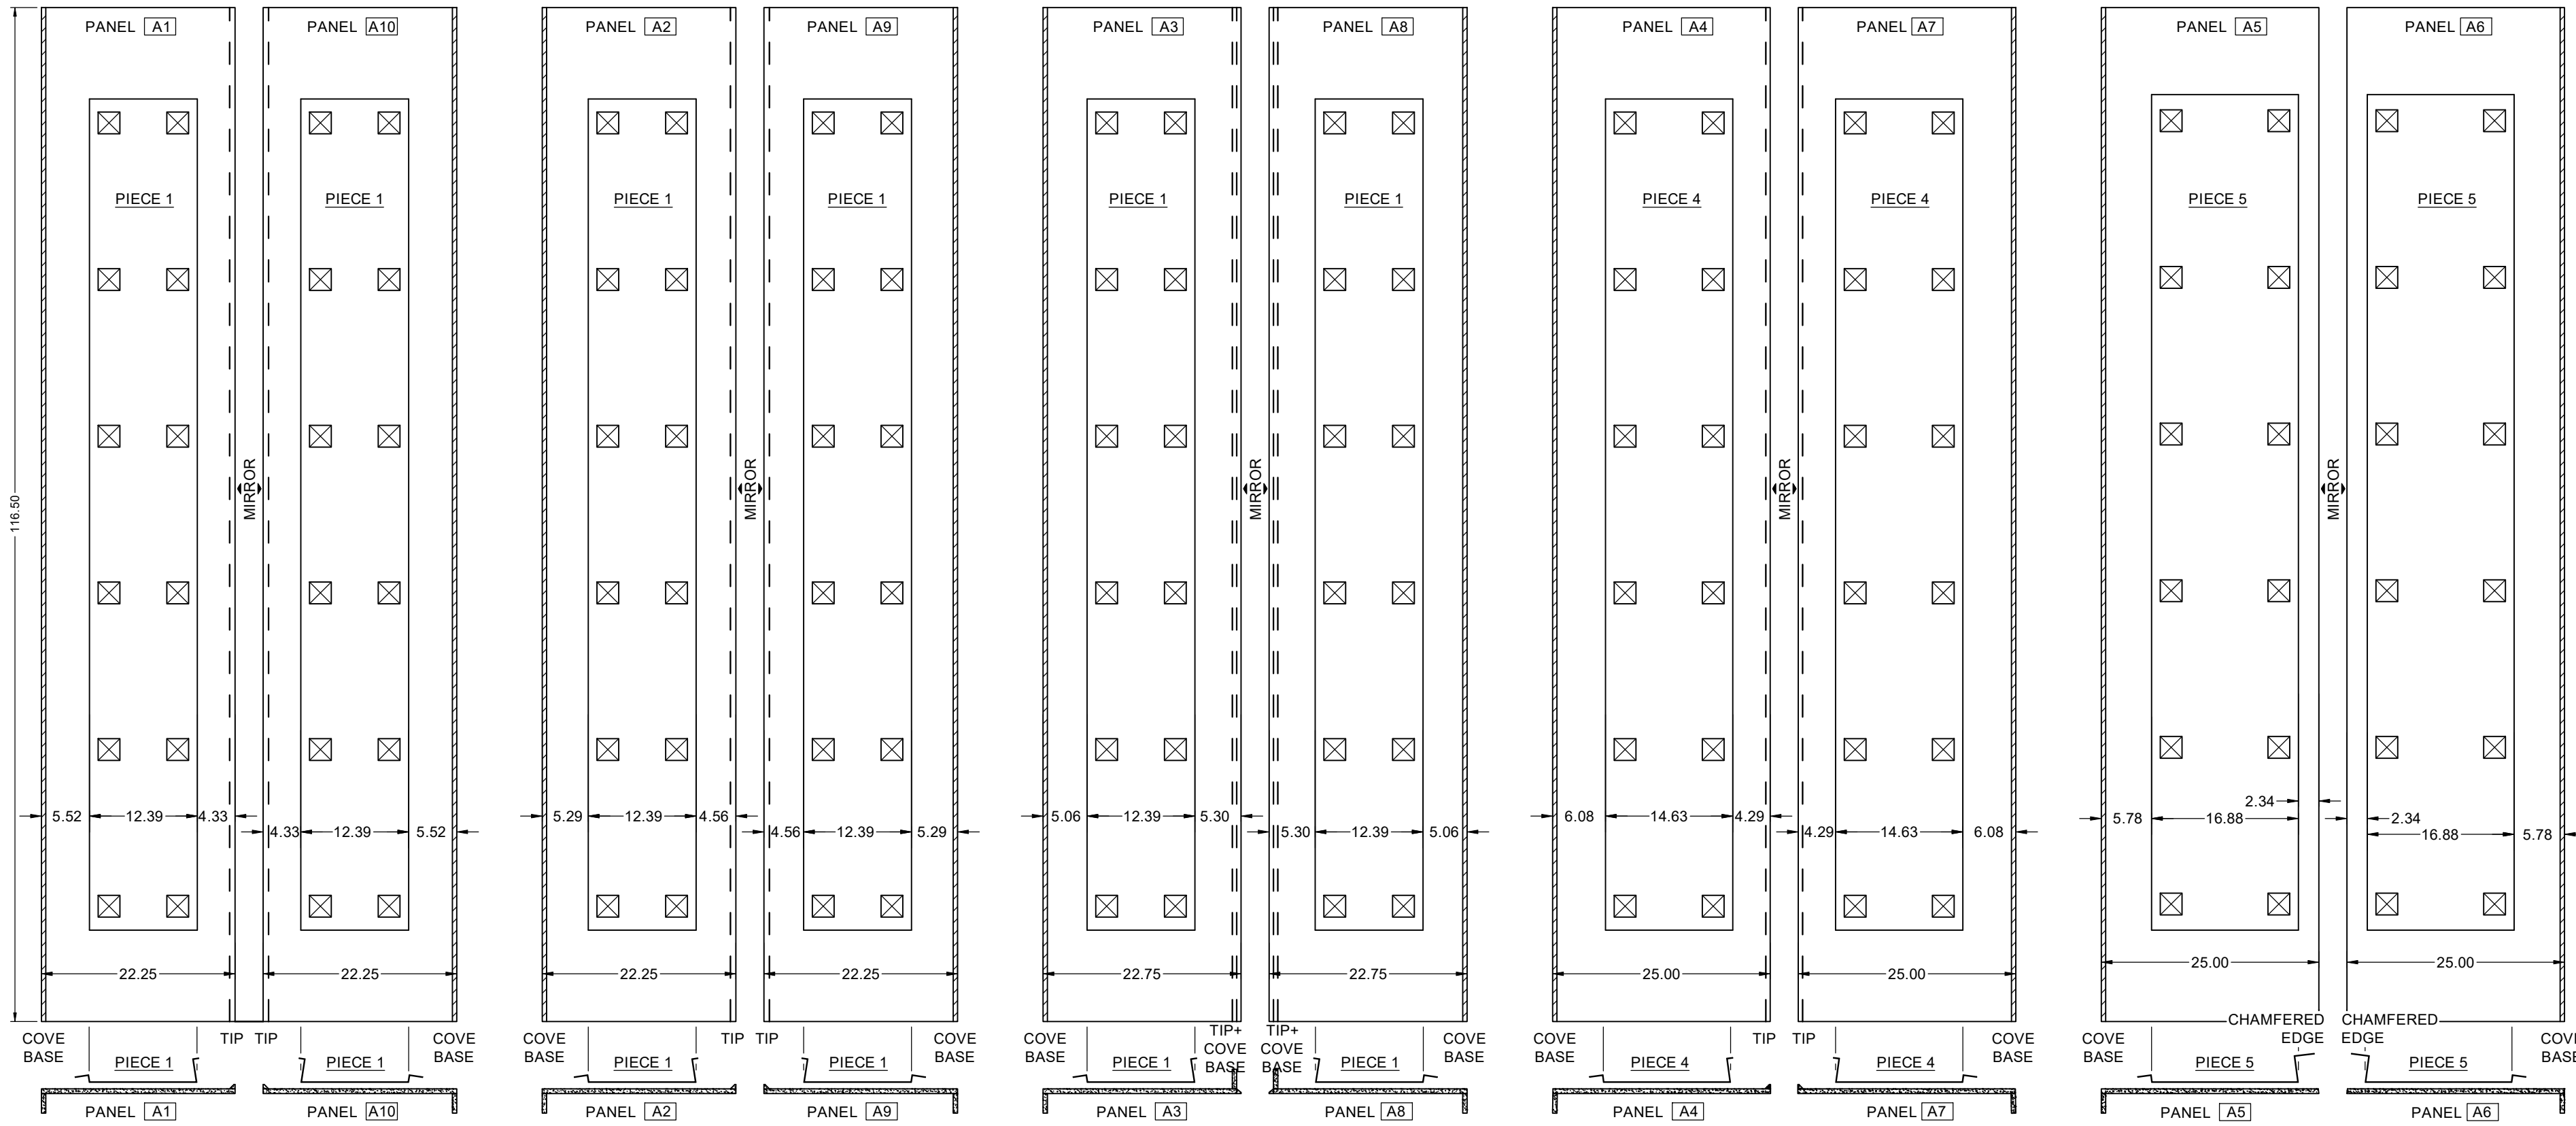 PANEL A1
PANEL A10
PANEL A2
PANEL A9
PANEL A3
PANEL A8
PANEL A4
PANEL A7
PANEL A5
PANEL A6
PIECE 1
PIECE 1
PIECE 1
PIECE 1
PIECE 1
PIECE 1
PIECE 4
PIECE 4
PIECE 5
PIECE 5
116.50
MIRROR
MIRROR
MIRROR
MIRROR
MIRROR
5.52 12.39 4.33
4.33 12.39 5.52
5.29 12.39 4.56
4.56 12.39 5.29
5.06 12.39 5.30
5.30 12.39 5.06
6.08 14.63 4.29
4.29 14.63 6.08
2.34
5.78 16.88
2.34
16.88 5.78
22.25
22.25
22.25
22.25
22.75
22.75
25.00
25.00
25.00
25.00
COVE
BASE
TIP
TIP
COVE
BASE
COVE
BASE
TIP
TIP
COVE
BASE
COVE
BASE
TIP+
COVE
BASE
TIP+
COVE
BASE
COVE
BASE
COVE
BASE
TIP
TIP
COVE
BASE
COVE
BASE
CHAMFERED
EDGE
CHAMFERED
EDGE
COVE
BASE
PIECE 1
PIECE 1
PIECE 1
PIECE 1
PIECE 1
PIECE 1
PIECE 4
PIECE 4
PIECE 5
PIECE 5
PANEL A1
PANEL A10
PANEL A2
PANEL A9
PANEL A3
PANEL A8
PANEL A4
PANEL A7
PANEL A5
PANEL A6